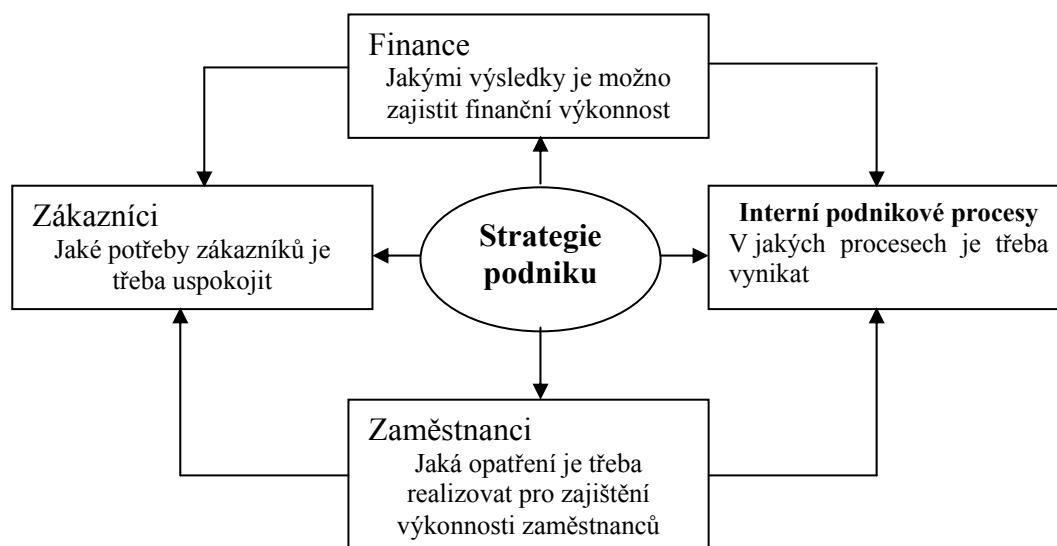 Finance
Jakými výsledky je možno
zajistit finanční výkonnost
Zákazníci
Jaké potřeby zákazníků je
třeba uspokojit
Strategie
podniku
Interní podnikové procesy
V jakých procesech je třeba
vynikat
Zaměstnanci
Jaká opatření je třeba
realizovat pro zajištění
výkonnosti zaměstnanců